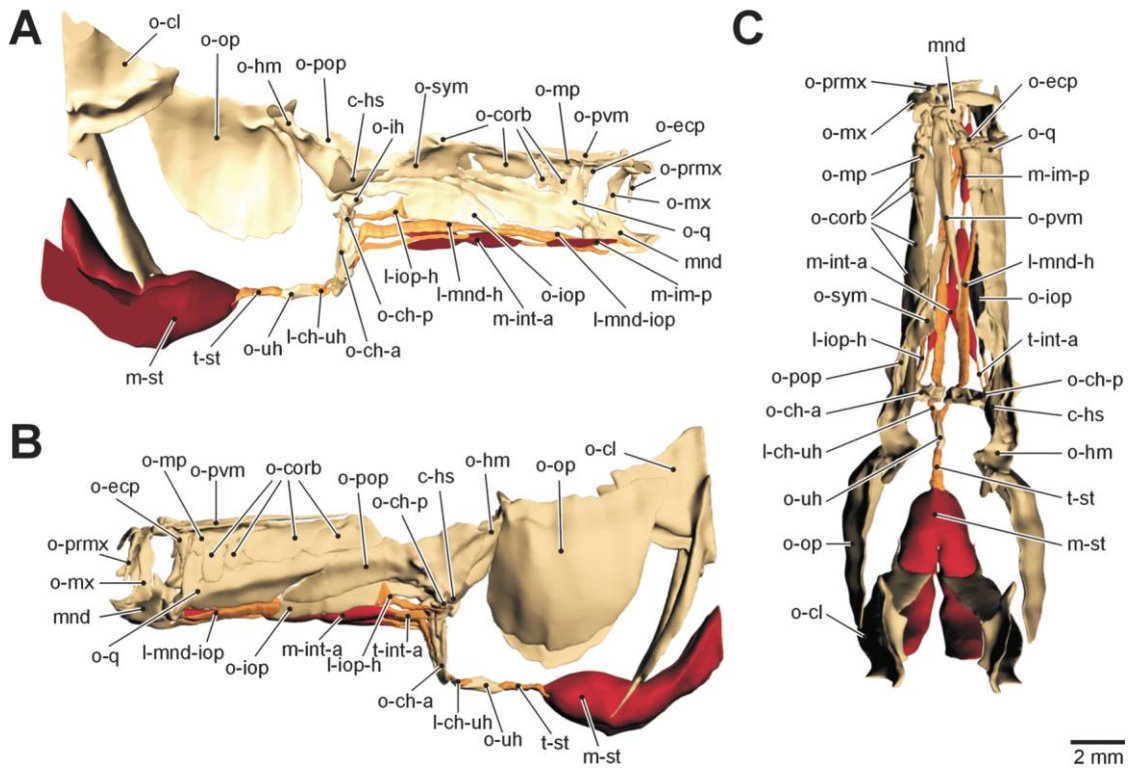 A
o-cl
o-op
o-hm
o-pop
c-hs
o-ih
o-sym
o-corb
o-mp
o-pvm
o-ecp
o-prmx
o-mx
o-q
mnd
m-im-p
l-mnd-iop
o-iop
m-int-a
l-mnd-h
l-iop-h
o-ch-p
o-ch-a
l-ch-uh
o-uh
t-st
m-st
B
o-ecp
o-mp
o-pvm
o-corb
o-pop
o-ch-p
c-hs
o-hm
o-op
o-cl
o-prmx
o-mx
mnd
o-q
l-mnd-iop
o-iop
m-int-a
l-iop-h
t-int-a
o-ch-a
l-ch-uh
o-uh
t-st
m-st
C
mnd
o-prmx
o-ecp
o-mx
o-q
o-mp
m-im-p
o-corb
o-pvm
m-int-a
l-mnd-h
o-sym
o-iop
l-iop-h
t-int-a
o-pop
o-ch-p
o-ch-a
c-hs
l-ch-uh
o-hm
o-uh
t-st
o-op
m-st
o-cl
2 mm